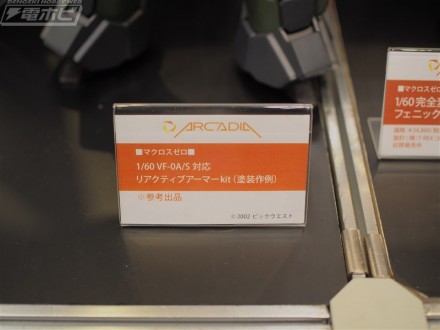 DENGEKI HOBBY WEB
電ホビ
ARCADIA
■マクロスゼロ■
1/60 VF-0A/S 対応
リアクティブアーマーkit（塗装作例）
※参考出品
©2002 ビックウエスト
■マクロスゼロ
1/60 完全
フェニック